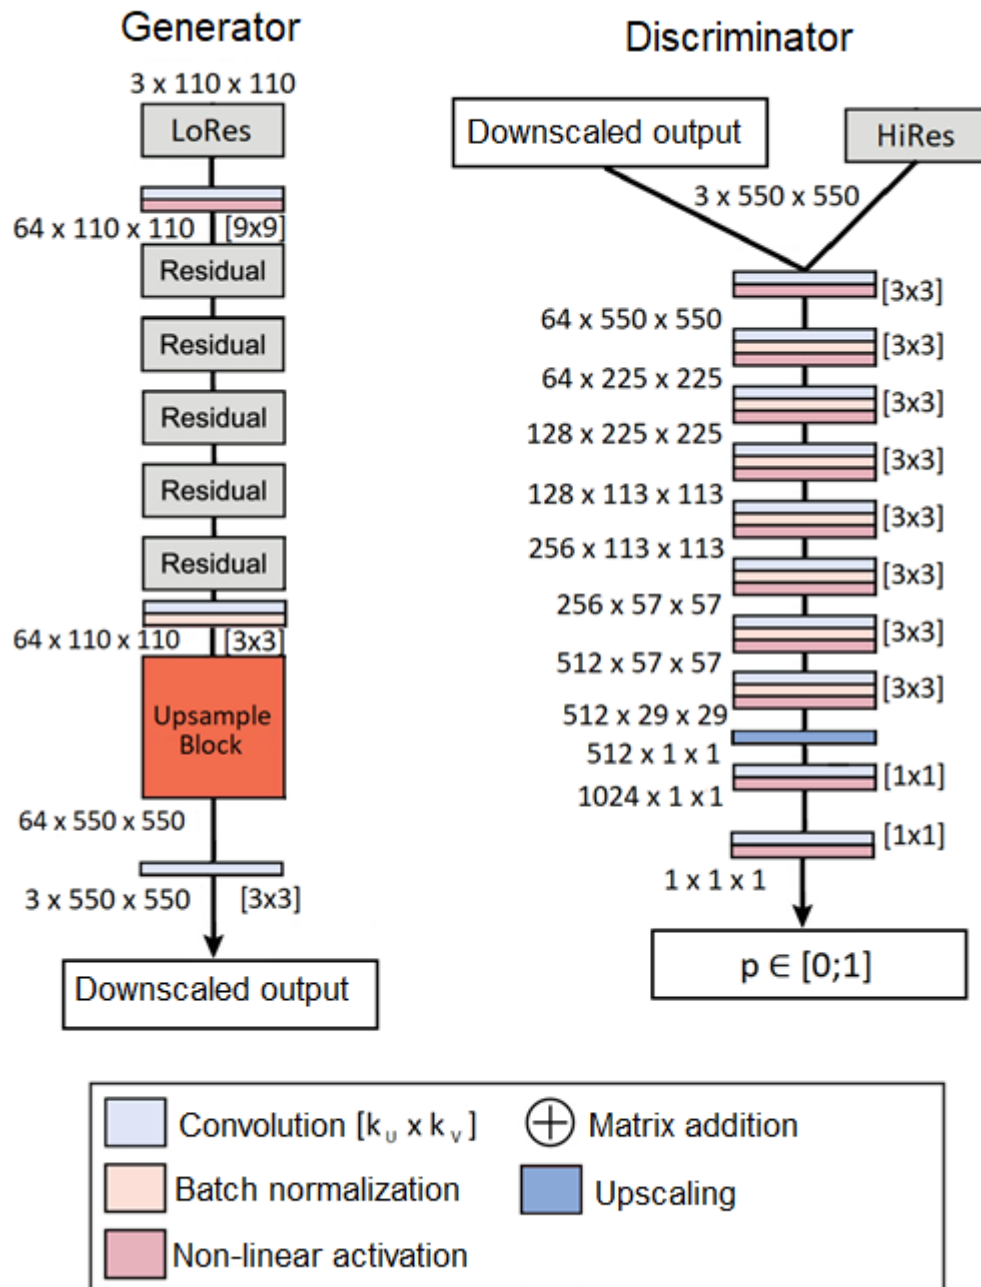 Generator
3 x 110 x 110
LoRes
64 x 110 x 110 [9x9]
Residual
Residual
Residual
Residual
Residual
64 x 110 x 110 [3x3]
Upsample
Block
64 x 550 x 550
3 x 550 x 550 [3x3]
Downscaled output
Discriminator
Downscaled output
HiRes
3 x 550 x 550
[3x3]
64 x 550 x 550
[3x3]
64 x 225 x 225
[3x3]
128 x 225 x 225
[3x3]
128 x 113 x 113
[3x3]
256 x 113 x 113
[3x3]
256 x 57 x 57
[3x3]
512 x 57 x 57
[3x3]
512 x 29 x 29
512 x 1 x 1
[1x1]
1024 x 1 x 1
[1x1]
1 x 1 x 1
p ∈ [0;1]
Convolution [k_u x k_v]
Matrix addition
Batch normalization
Upscaling
Non-linear activation